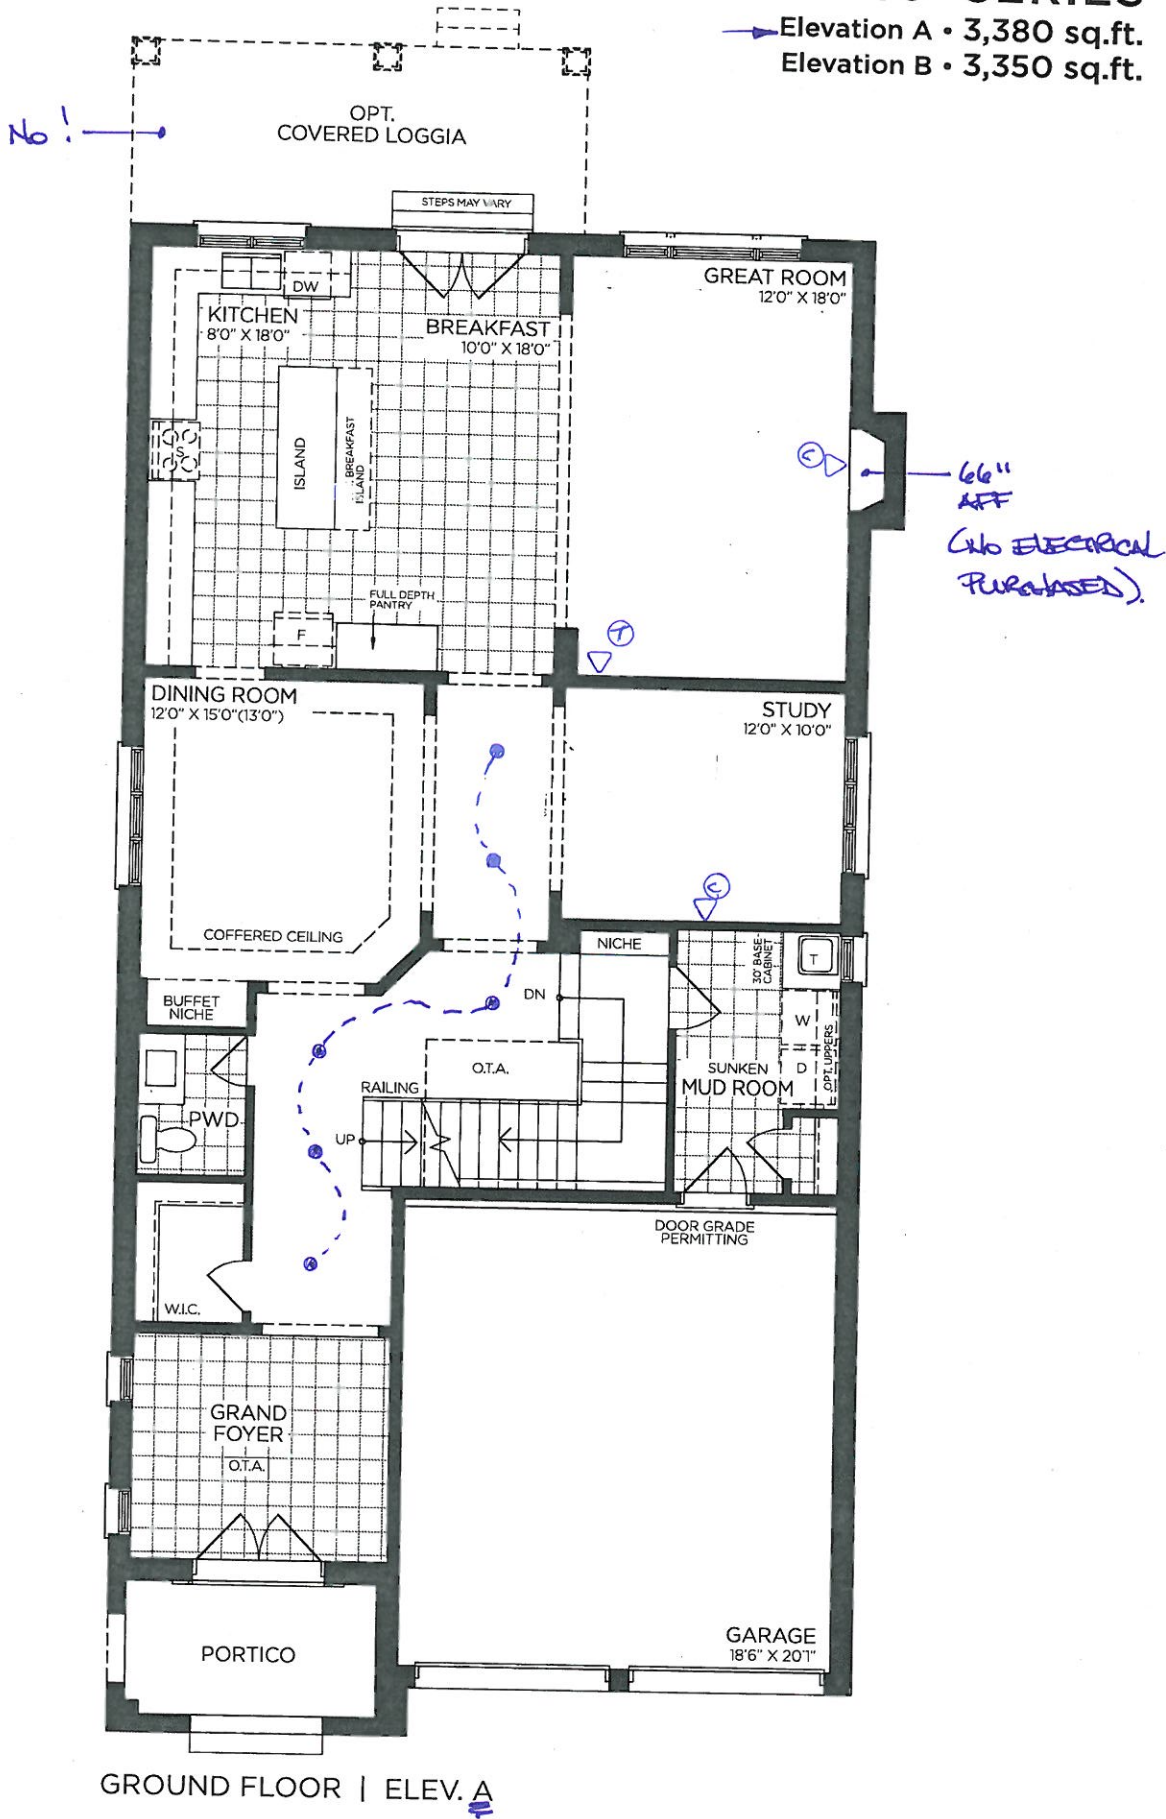 Elevation A • 3,380 sq.ft.
Elevation B • 3,350 sq.ft.
OPT.
COVERED LOGGIA
No !
STEPS MAY VARY
DW
KITCHEN
8'0" X 18'0"
BREAKFAST
10'0" X 18'0"
GREAT ROOM
12'0" X 18'0"
S
ISLAND
BREAKFAST
ISLAND
C
66"
AFF
(NO ELECTRICAL
PURCHASED).
FULL DEPTH
PANTRY
F
T
DINING ROOM
12'0" X 15'0"(13'0")
STUDY
12'0" X 10'0"
C
COFFERED CEILING
NICHE
30" BASE-
CABINET
T
BUFFET
NICHE
DN
W
D
OPT. UPPERS
O.T.A.
SUNKEN
MUD ROOM
RAILING
PWD
UP
DOOR GRADE
PERMITTING
W.I.C.
GRAND
FOYER
O.T.A.
PORTICO
GARAGE
18'6" X 20'1"
GROUND FLOOR | ELEV. A